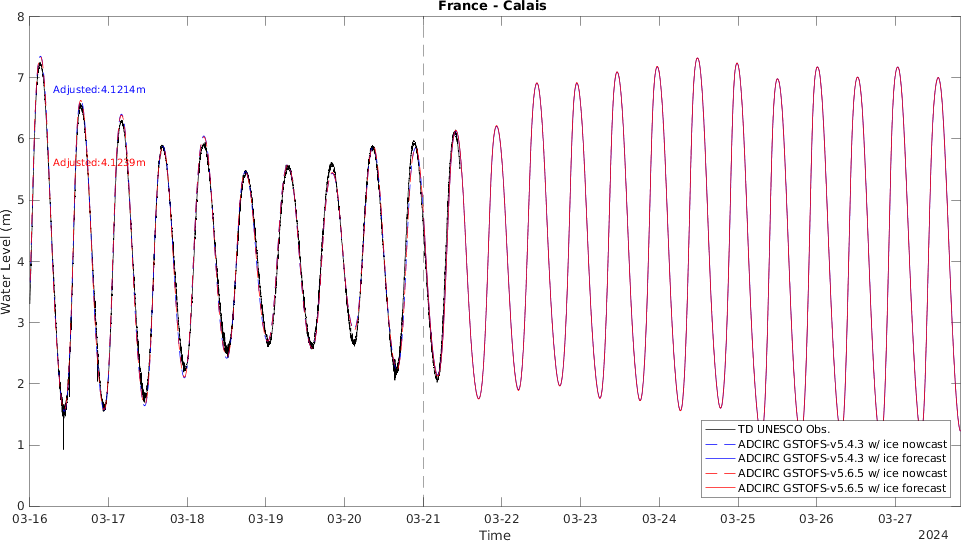 France - Calais
8
7
6
5
4
3
2
1
0
Water Level (m)
Adjusted:4.1214m
Adjusted:4.1239m
TD UNESCO Obs.
ADCIRC GSTOFS-v5.4.3 w/ ice nowcast
ADCIRC GSTOFS-v5.4.3 w/ ice forecast
ADCIRC GSTOFS-v5.6.5 w/ ice nowcast
ADCIRC GSTOFS-v5.6.5 w/ ice forecast
03-16 03-17 03-18 03-19 03-20 03-21 03-22 03-23 03-24 03-25 03-26 03-27
Time
2024